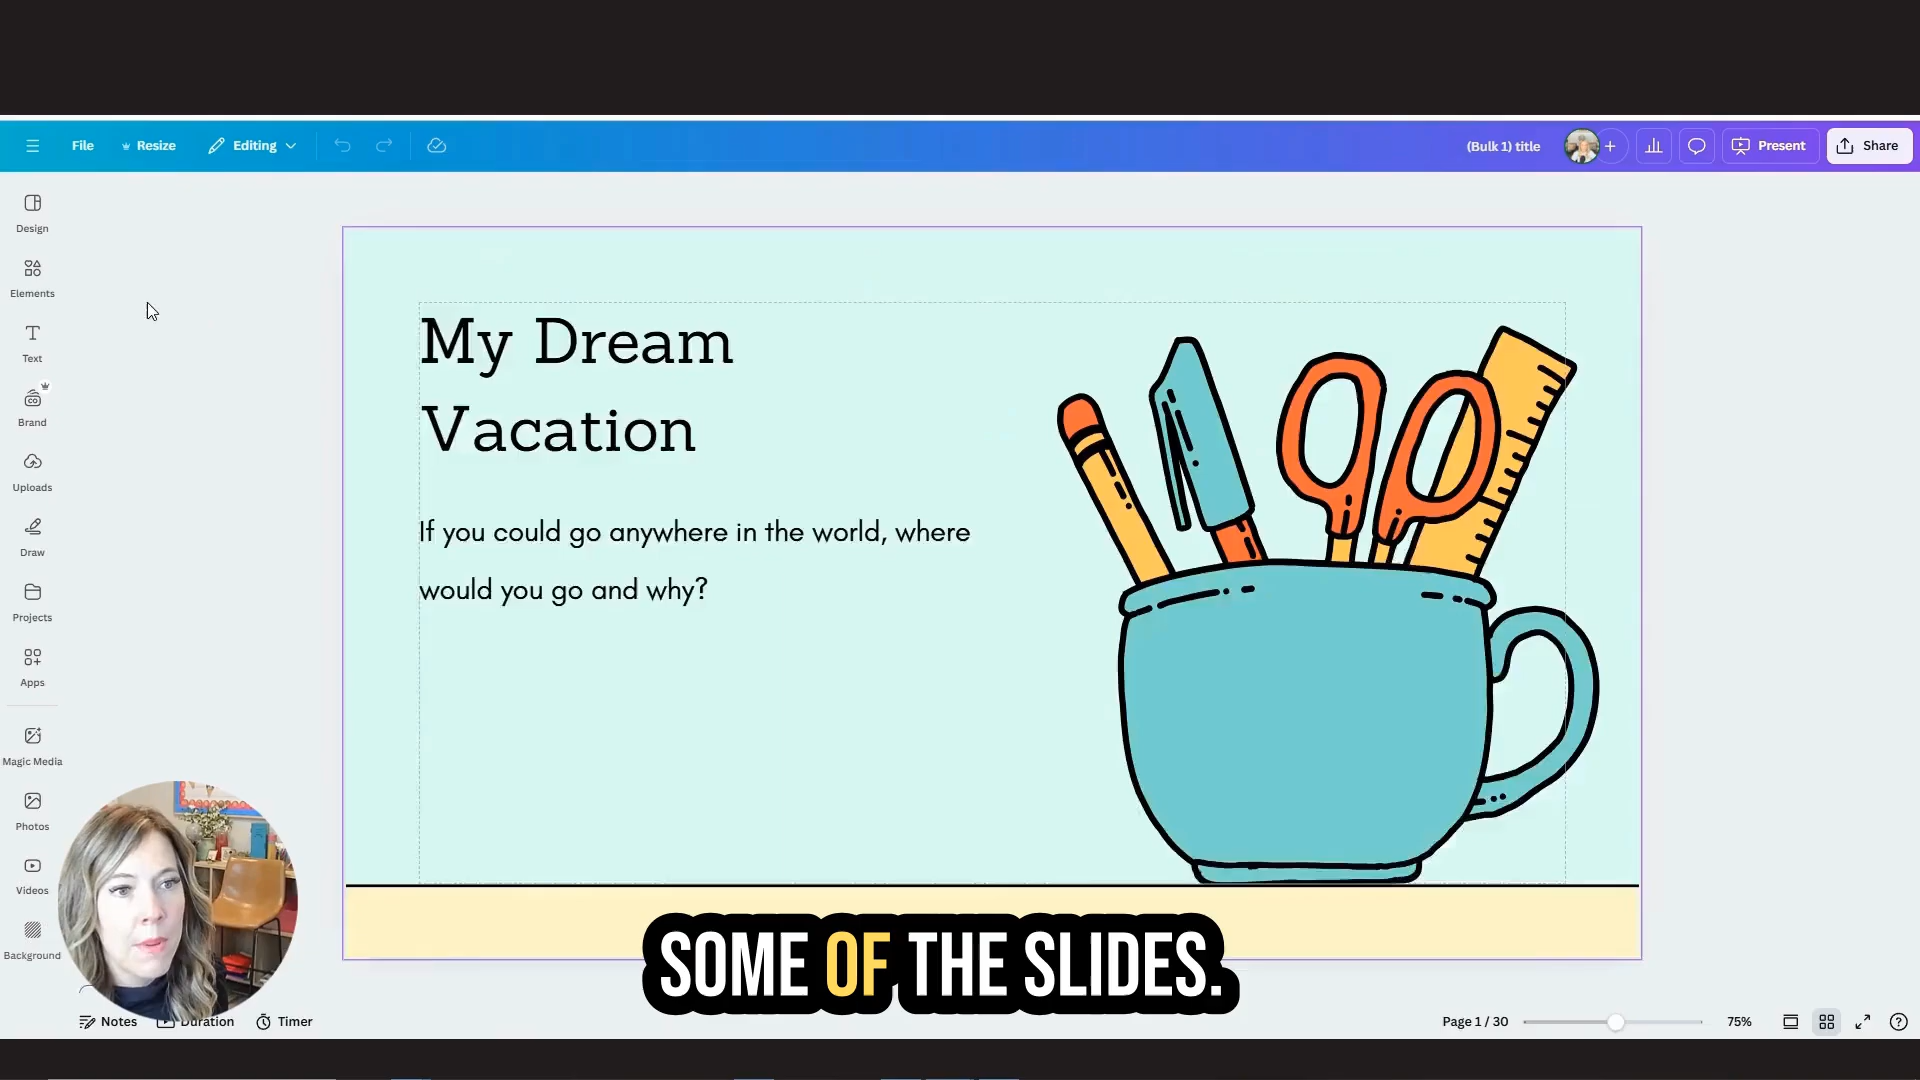 File
Resize
Editing
(Bulk 1) title
Present
Share
Design
Elements
Text
Brand
Uploads
Draw
Projects
Apps
Magic Media
Photos
Videos
Background
My Dream
Vacation
If you could go anywhere in the world, where
would you go and why?
SOME OF THE SLIDES.
Notes
Duration
Timer
Page 1 / 30
75%